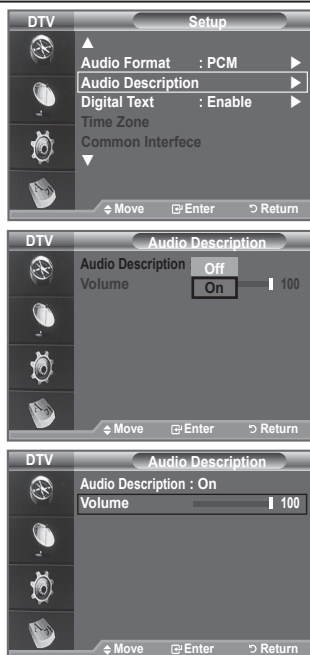 DTV Setup
▲
Audio Format : PCM ►
Audio Description ►
Digital Text : Enable ►
Time Zone
Common Interfece
▼
Move Enter Return
DTV Audio Description
Audio Description : Off
Volume On 100
Move Enter Return
DTV Audio Description
Audio Description : On
Volume 100
Move Enter Return